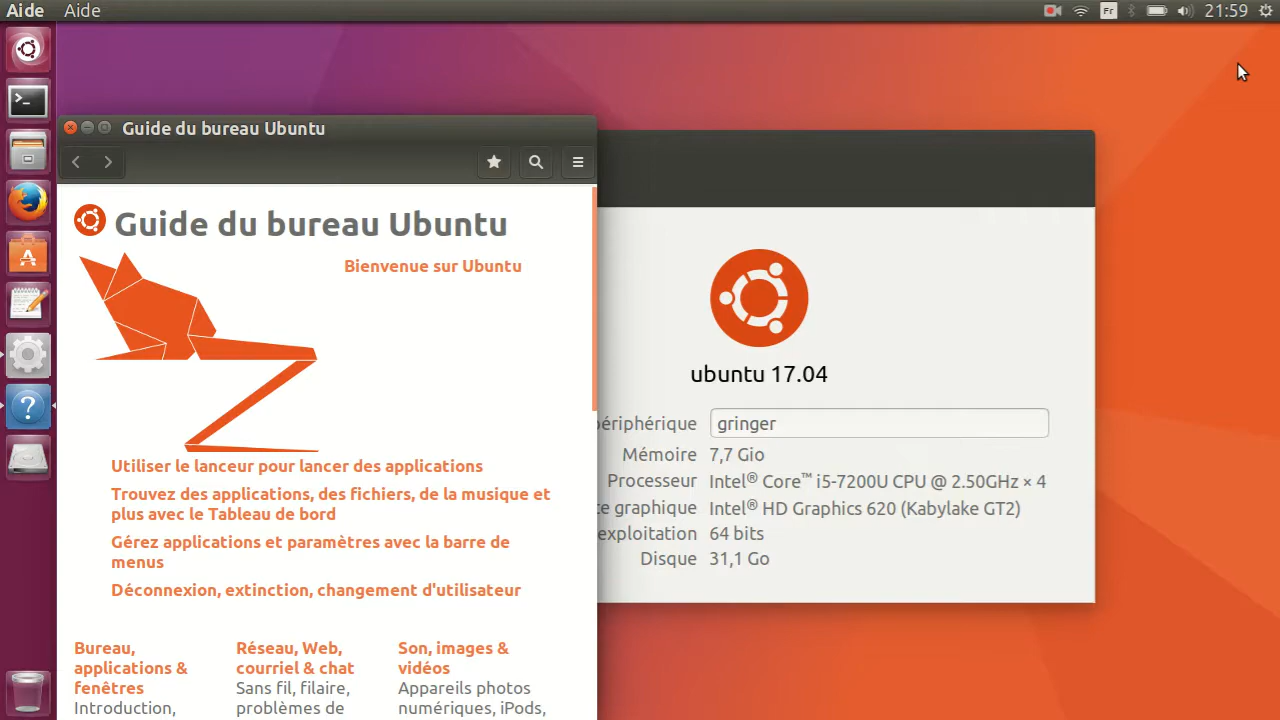 Aide Aide
Fr 21:59
Guide du bureau Ubuntu
Guide du bureau Ubuntu
Bienvenue sur Ubuntu
Utiliser le lanceur pour lancer des applications
Trouvez des applications, des fichiers, de la musique et
plus avec le Tableau de bord
Gérez applications et paramètres avec la barre de
menus
Déconnexion, extinction, changement d'utilisateur
Bureau,
applications &
fenêtres
Introduction,
Réseau, Web,
courriel & chat
Sans fil, filaire,
problèmes de
Son, images &
vidéos
Appareils photos
numériques, iPods,
ubuntu 17.04
périphérique gringer
Mémoire 7,7 Gio
Processeur Intel® Core™ i5-7200U CPU @ 2.50GHz × 4
graphique Intel® HD Graphics 620 (Kabylake GT2)
exploitation 64 bits
Disque 31,1 Go